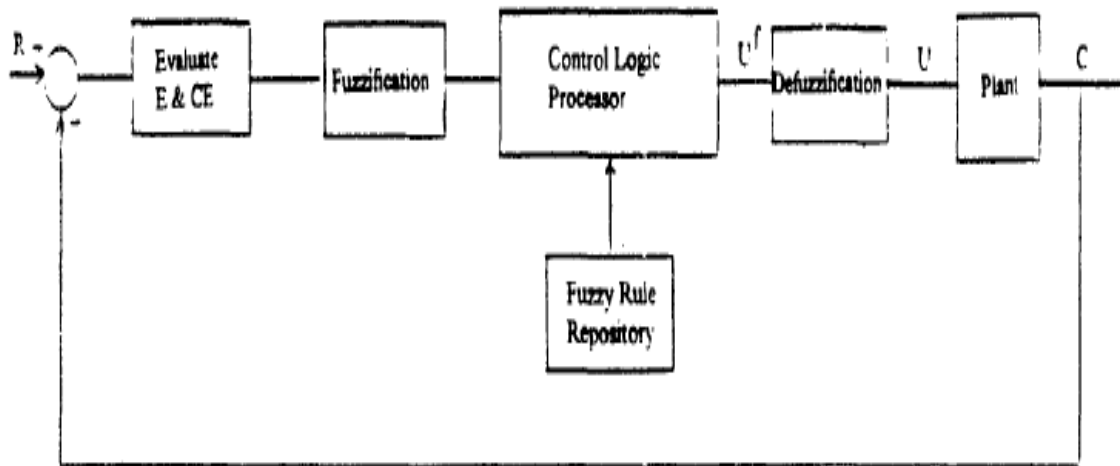 R +
-
Evaluate
E & CE
Fuzzification
Control Logic
Processor
U^f
Defuzzification
U
Plant
C
Fuzzy Rule
Repository